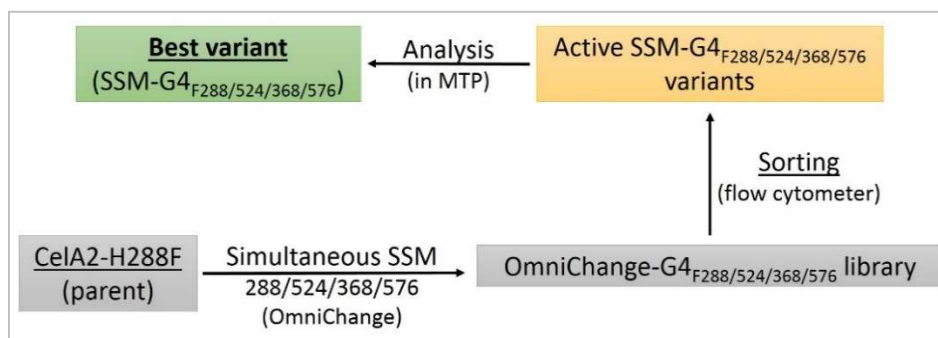 Best variant
(SSM-G4F288/524/368/576)
Analysis
(in MTP)
Active SSM-G4F288/524/368/576
variants
Sorting
(flow cytometer)
CelA2-H288F
(parent)
Simultaneous SSM
288/524/368/576
(OmniChange)
OmniChange-G4F288/524/368/576 library